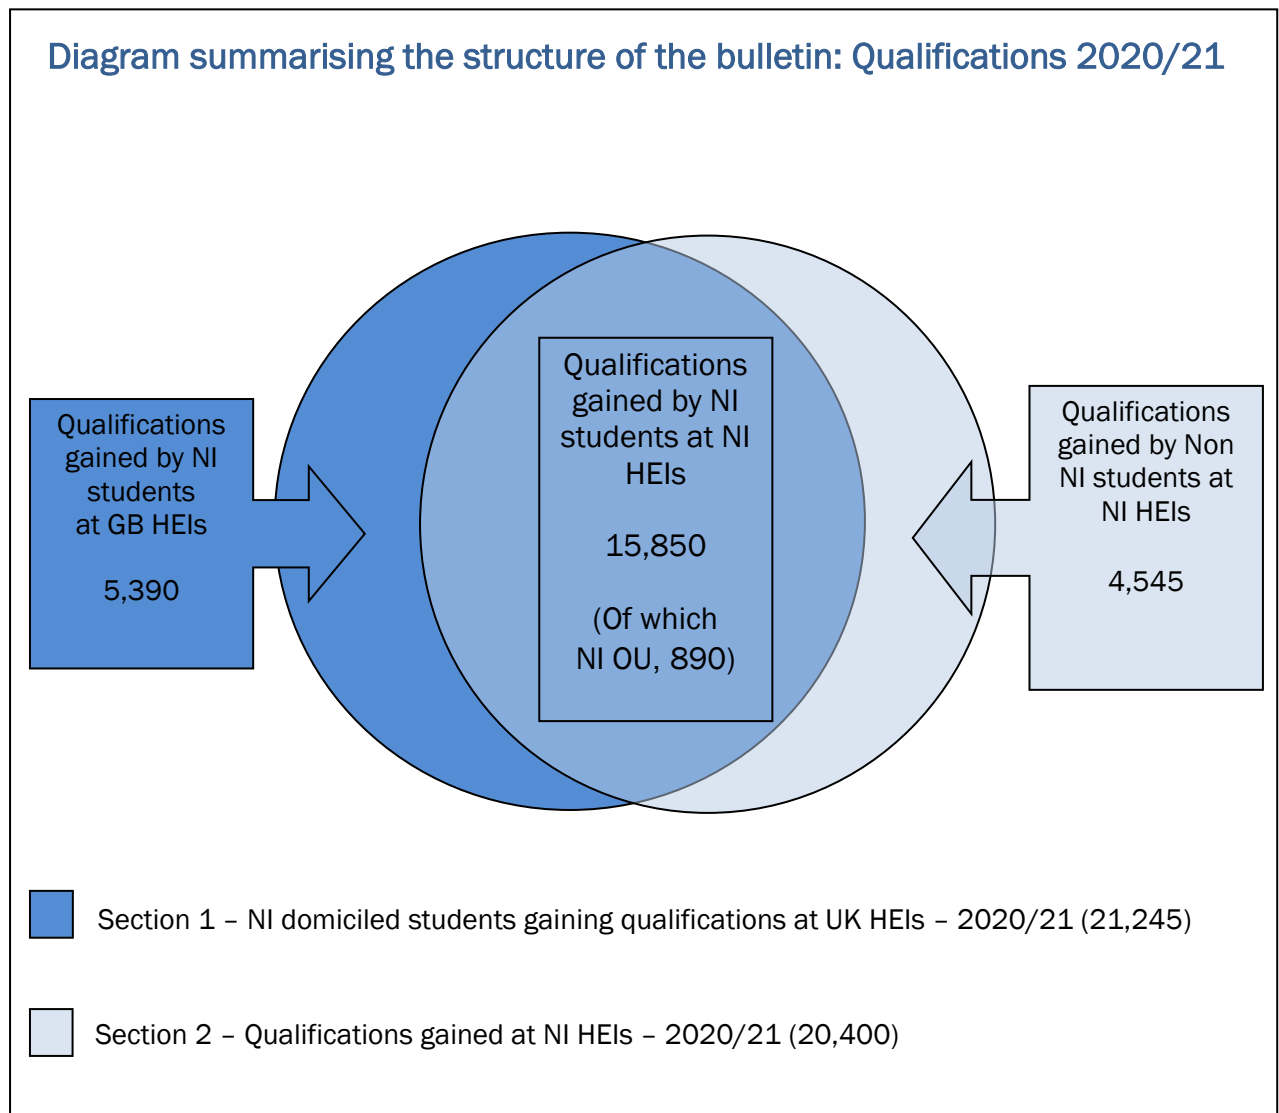 Diagram summarising the structure of the bulletin: Qualifications 2020/21
Qualifications
gained by NI
students
at GB HEIs
5,390
Qualifications
gained by NI
students at NI
HEIs
15,850
(Of which
NI OU, 890)
Qualifications
gained by Non
NI students at
NI HEIs
4,545
Section 1 – NI domiciled students gaining qualifications at UK HEIs – 2020/21 (21,245)
Section 2 – Qualifications gained at NI HEIs – 2020/21 (20,400)